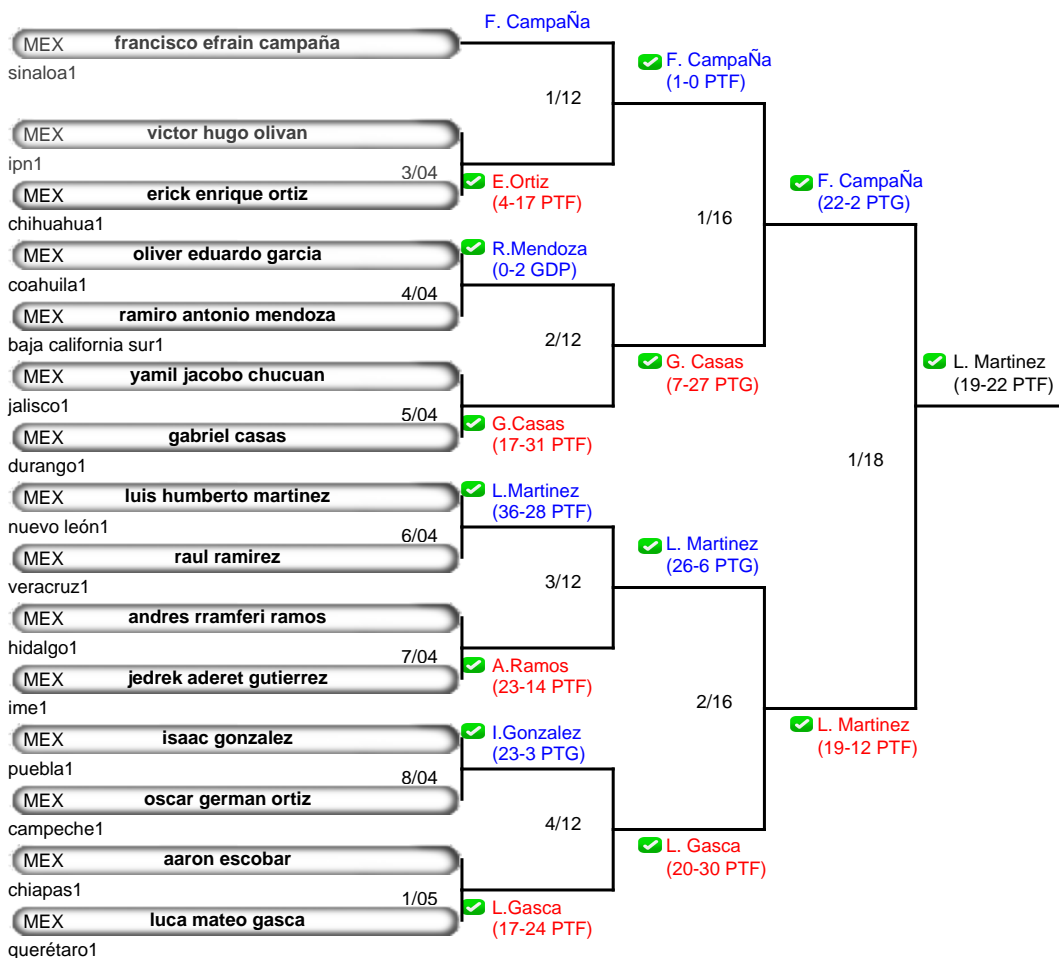 F. CampaÑa
MEX francisco efrain campaña
sinaloa1
F. CampaÑa
(1-0 PTF)
1/12
MEX victor hugo olivan
ipn1
3/04
MEX erick enrique ortiz
chihuahua1
E.Ortiz
(4-17 PTF)
F. CampaÑa
(22-2 PTG)
1/16
MEX oliver eduardo garcia
coahuila1
R.Mendoza
(0-2 GDP)
4/04
MEX ramiro antonio mendoza
baja california sur1
2/12
G. Casas
(7-27 PTG)
L. Martinez
(19-22 PTF)
MEX yamil jacobo chucuan
jalisco1
5/04
MEX gabriel casas
durango1
G.Casas
(17-31 PTF)
1/18
MEX luis humberto martinez
nuevo león1
L.Martinez
(36-28 PTF)
6/04
MEX raul ramirez
veracruz1
L. Martinez
(26-6 PTG)
3/12
MEX andres rramferi ramos
hidalgo1
7/04
MEX jedrek aderet gutierrez
ime1
A.Ramos
(23-14 PTF)
2/16
L. Martinez
(19-12 PTF)
MEX isaac gonzalez
puebla1
I.Gonzalez
(23-3 PTG)
8/04
MEX oscar german ortiz
campeche1
4/12
L. Gasca
(20-30 PTF)
MEX aaron escobar
chiapas1
1/05
MEX luca mateo gasca
querétaro1
L.Gasca
(17-24 PTF)